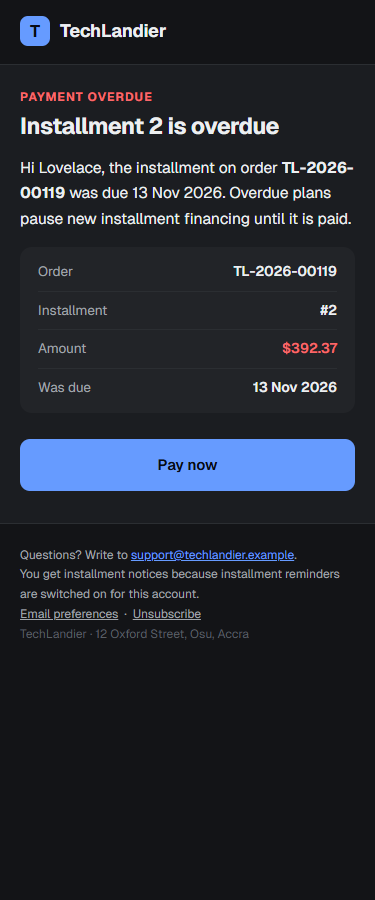 T TechLandier
PAYMENT OVERDUE
Installment 2 is overdue
Hi Lovelace, the installment on order TL-2026-
00119 was due 13 Nov 2026. Overdue plans
pause new installment financing until it is paid.
Order TL-2026-00119
Installment #2
Amount $392.37
Was due 13 Nov 2026
Pay now
Questions? Write to support@techlandier.example.
You get installment notices because installment reminders
are switched on for this account.
Email preferences · Unsubscribe
TechLandier · 12 Oxford Street, Osu, Accra